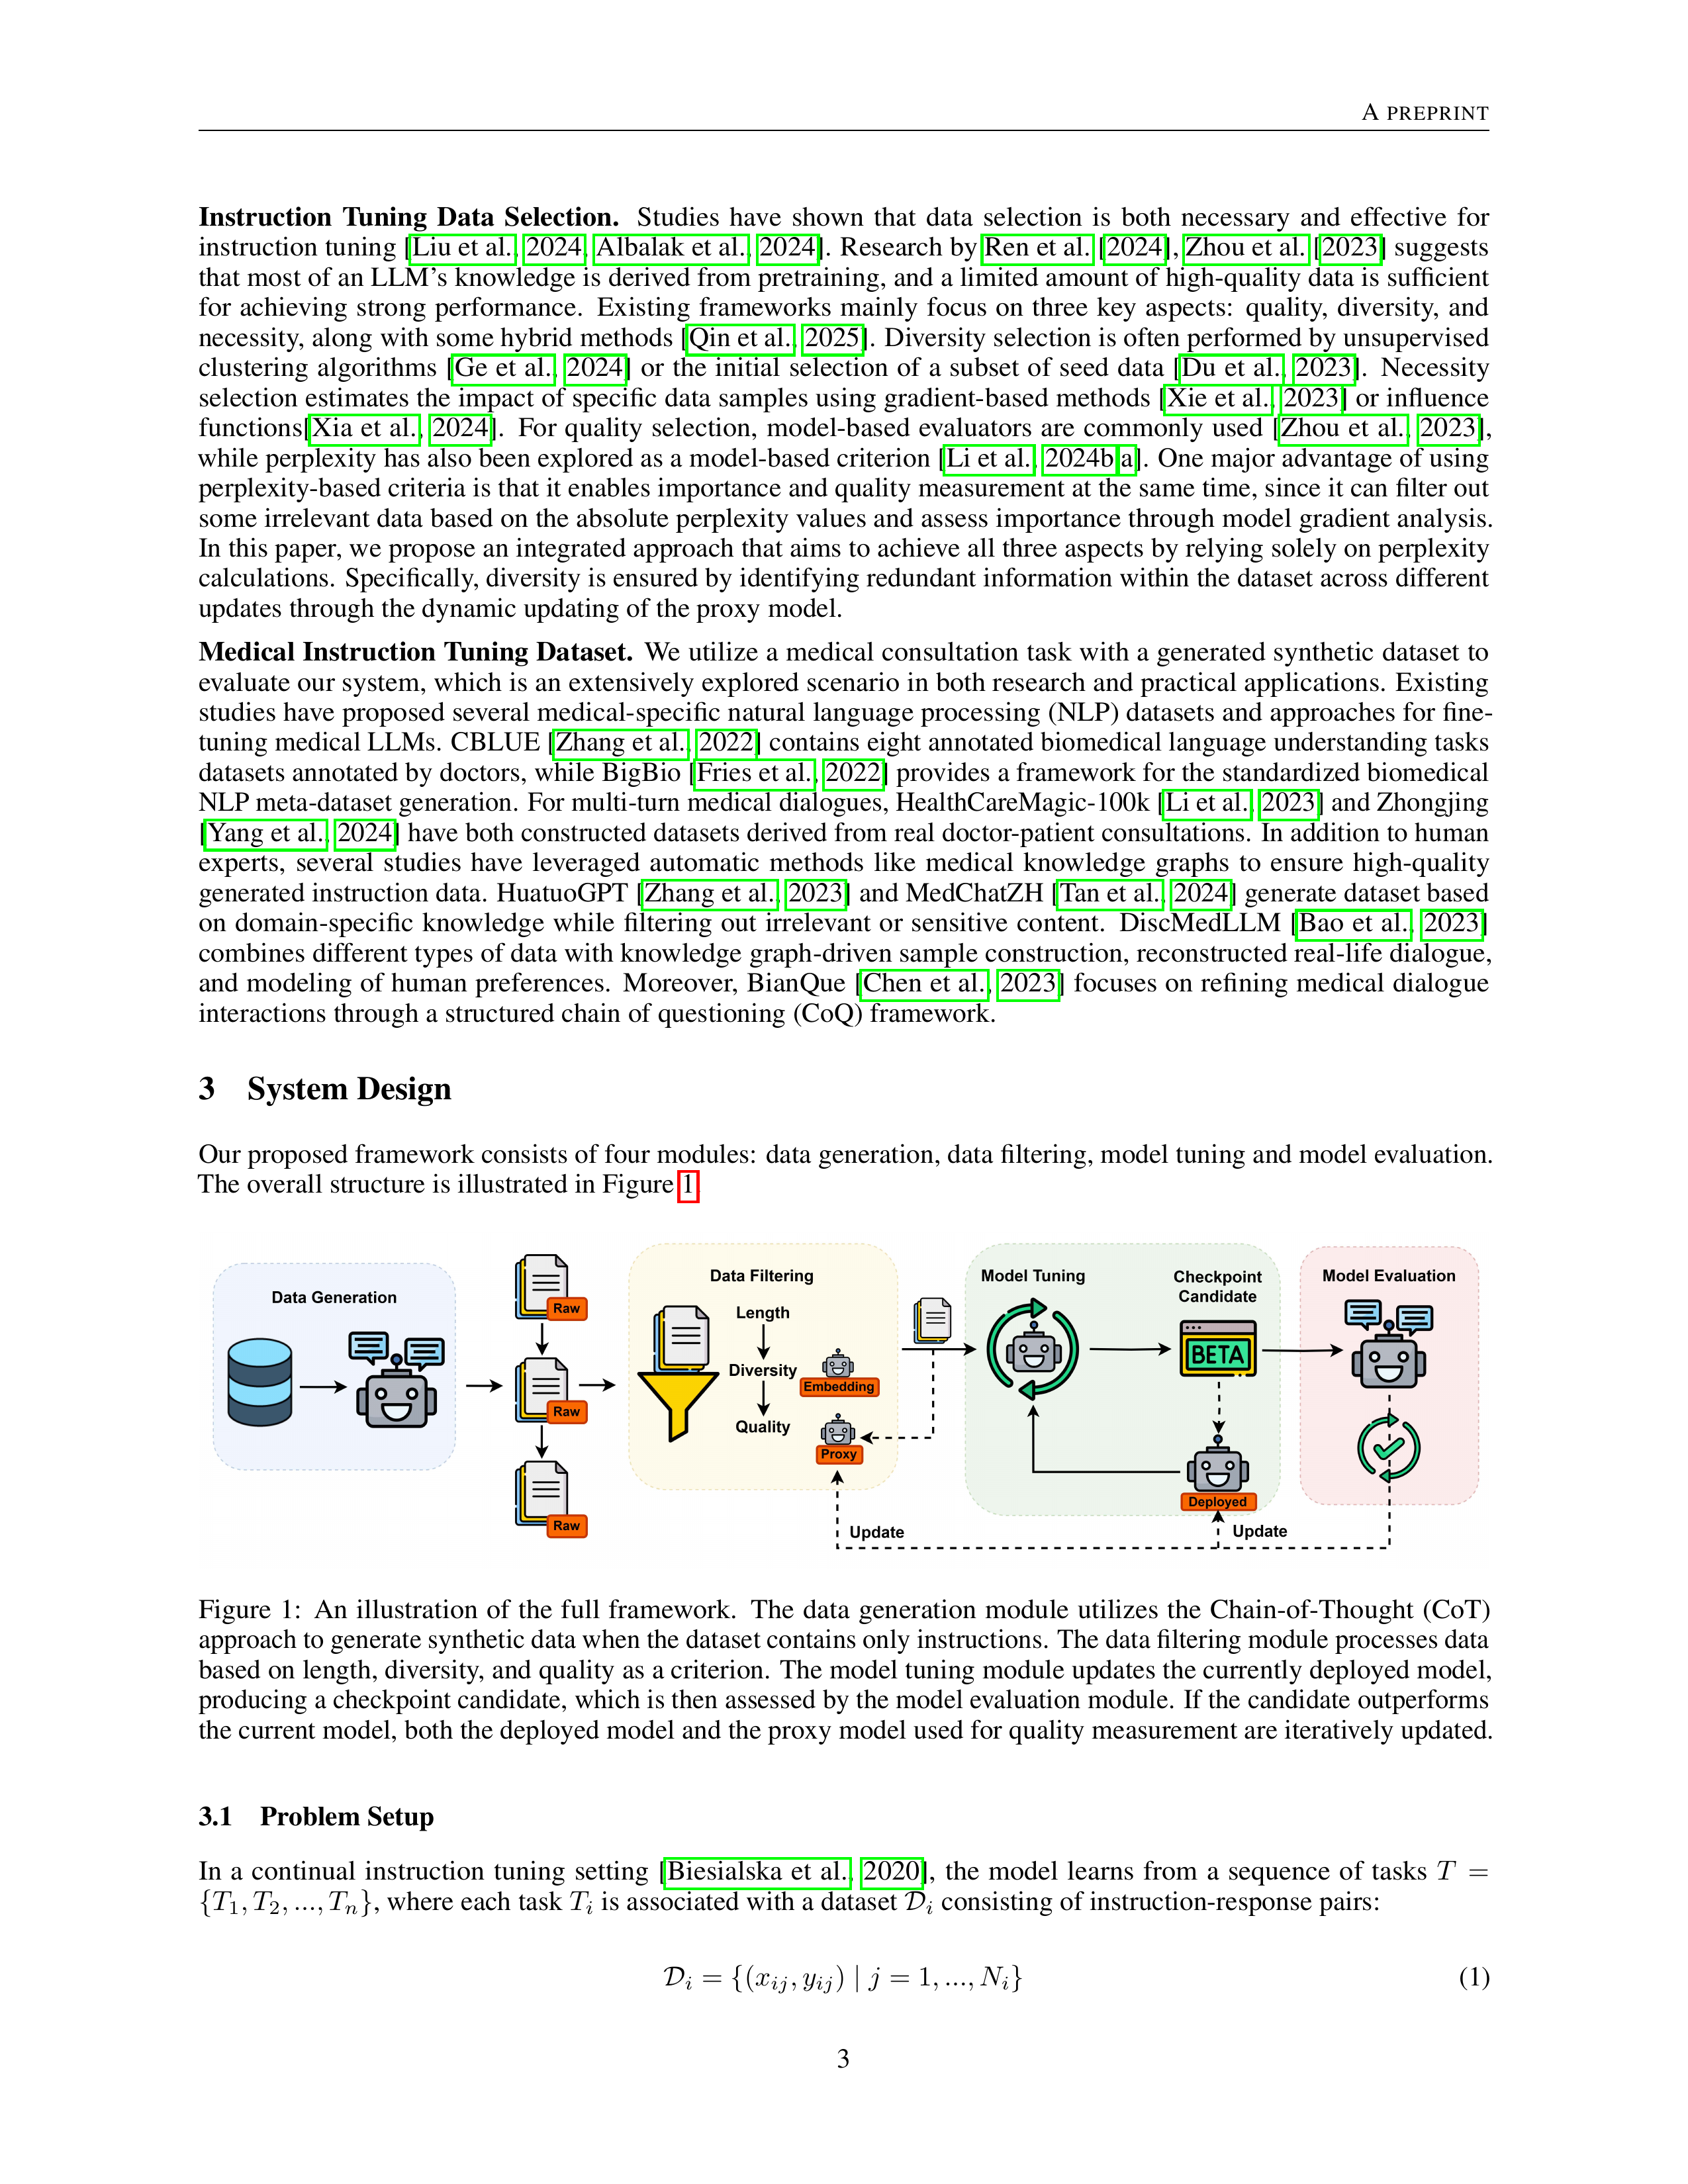 A PREPRINT
Instruction Tuning Data Selection. Studies have shown that data selection is both necessary and effective for
instruction tuning [Liu et al., 2024, Albalak et al., 2024]. Research by Ren et al. [2024], Zhou et al. [2023] suggests
that most of an LLM's knowledge is derived from pretraining, and a limited amount of high-quality data is sufficient
for achieving strong performance. Existing frameworks mainly focus on three key aspects: quality, diversity, and
necessity, along with some hybrid methods [Qin et al., 2025]. Diversity selection is often performed by unsupervised
clustering algorithms [Ge et al., 2024] or the initial selection of a subset of seed data [Du et al., 2023]. Necessity
selection estimates the impact of specific data samples using gradient-based methods [Xie et al., 2023] or influence
functions[Xia et al., 2024]. For quality selection, model-based evaluators are commonly used [Zhou et al., 2023],
while perplexity has also been explored as a model-based criterion [Li et al., 2024b,a]. One major advantage of using
perplexity-based criteria is that it enables importance and quality measurement at the same time, since it can filter out
some irrelevant data based on the absolute perplexity values and assess importance through model gradient analysis.
In this paper, we propose an integrated approach that aims to achieve all three aspects by relying solely on perplexity
calculations. Specifically, diversity is ensured by identifying redundant information within the dataset across different
updates through the dynamic updating of the proxy model.
Medical Instruction Tuning Dataset. We utilize a medical consultation task with a generated synthetic dataset to
evaluate our system, which is an extensively explored scenario in both research and practical applications. Existing
studies have proposed several medical-specific natural language processing (NLP) datasets and approaches for fine-
tuning medical LLMs. CBLUE [Zhang et al., 2022] contains eight annotated biomedical language understanding tasks
datasets annotated by doctors, while BigBio [Fries et al., 2022] provides a framework for the standardized biomedical
NLP meta-dataset generation. For multi-turn medical dialogues, HealthCareMagic-100k [Li et al., 2023] and Zhongjing
[Yang et al., 2024] have both constructed datasets derived from real doctor-patient consultations. In addition to human
experts, several studies have leveraged automatic methods like medical knowledge graphs to ensure high-quality
generated instruction data. HuatuoGPT [Zhang et al., 2023] and MedChatZH [Tan et al., 2024] generate dataset based
on domain-specific knowledge while filtering out irrelevant or sensitive content. DiscMedLLM [Bao et al., 2023]
combines different types of data with knowledge graph-driven sample construction, reconstructed real-life dialogue,
and modeling of human preferences. Moreover, BianQue [Chen et al., 2023] focuses on refining medical dialogue
interactions through a structured chain of questioning (CoQ) framework.
3 System Design
Our proposed framework consists of four modules: data generation, data filtering, model tuning and model evaluation.
The overall structure is illustrated in Figure 1
Data Generation
Raw
Raw
Raw
Data Filtering
Length
Diversity
Embedding
Quality
Proxy
Update
Model Tuning
Checkpoint
Candidate
BETA
Deployed
Update
Model Evaluation
Figure 1: An illustration of the full framework. The data generation module utilizes the Chain-of-Thought (CoT)
approach to generate synthetic data when the dataset contains only instructions. The data filtering module processes data
based on length, diversity, and quality as a criterion. The model tuning module updates the currently deployed model,
producing a checkpoint candidate, which is then assessed by the model evaluation module. If the candidate outperforms
the current model, both the deployed model and the proxy model used for quality measurement are iteratively updated.
3.1 Problem Setup
In a continual instruction tuning setting [Biesialska et al., 2020], the model learns from a sequence of tasks T =
{T₁, T₂, ..., Tₙ}, where each task Tᵢ is associated with a dataset 𝒟ᵢ consisting of instruction-response pairs:
𝒟ᵢ = {(xᵢⱼ, yᵢⱼ) | j = 1, ..., Nᵢ} (1)
3